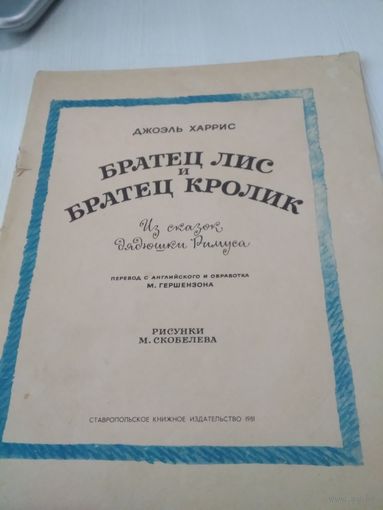 ДЖОЭЛЬ ХАРРИС
БРАТЕЦ ЛИС
И
БРАТЕЦ КРОЛИК
Из сказок
дядюшки Римуса
ПЕРЕВОД С АНГЛИЙСКОГО И ОБРАБОТКА
М. ГЕРШЕНЗОНА
РИСУНКИ
М. СКОБЕЛЕВА
СТАВРОПОЛЬСКОЕ КНИЖНОЕ ИЗДАТЕЛЬСТВО 1981